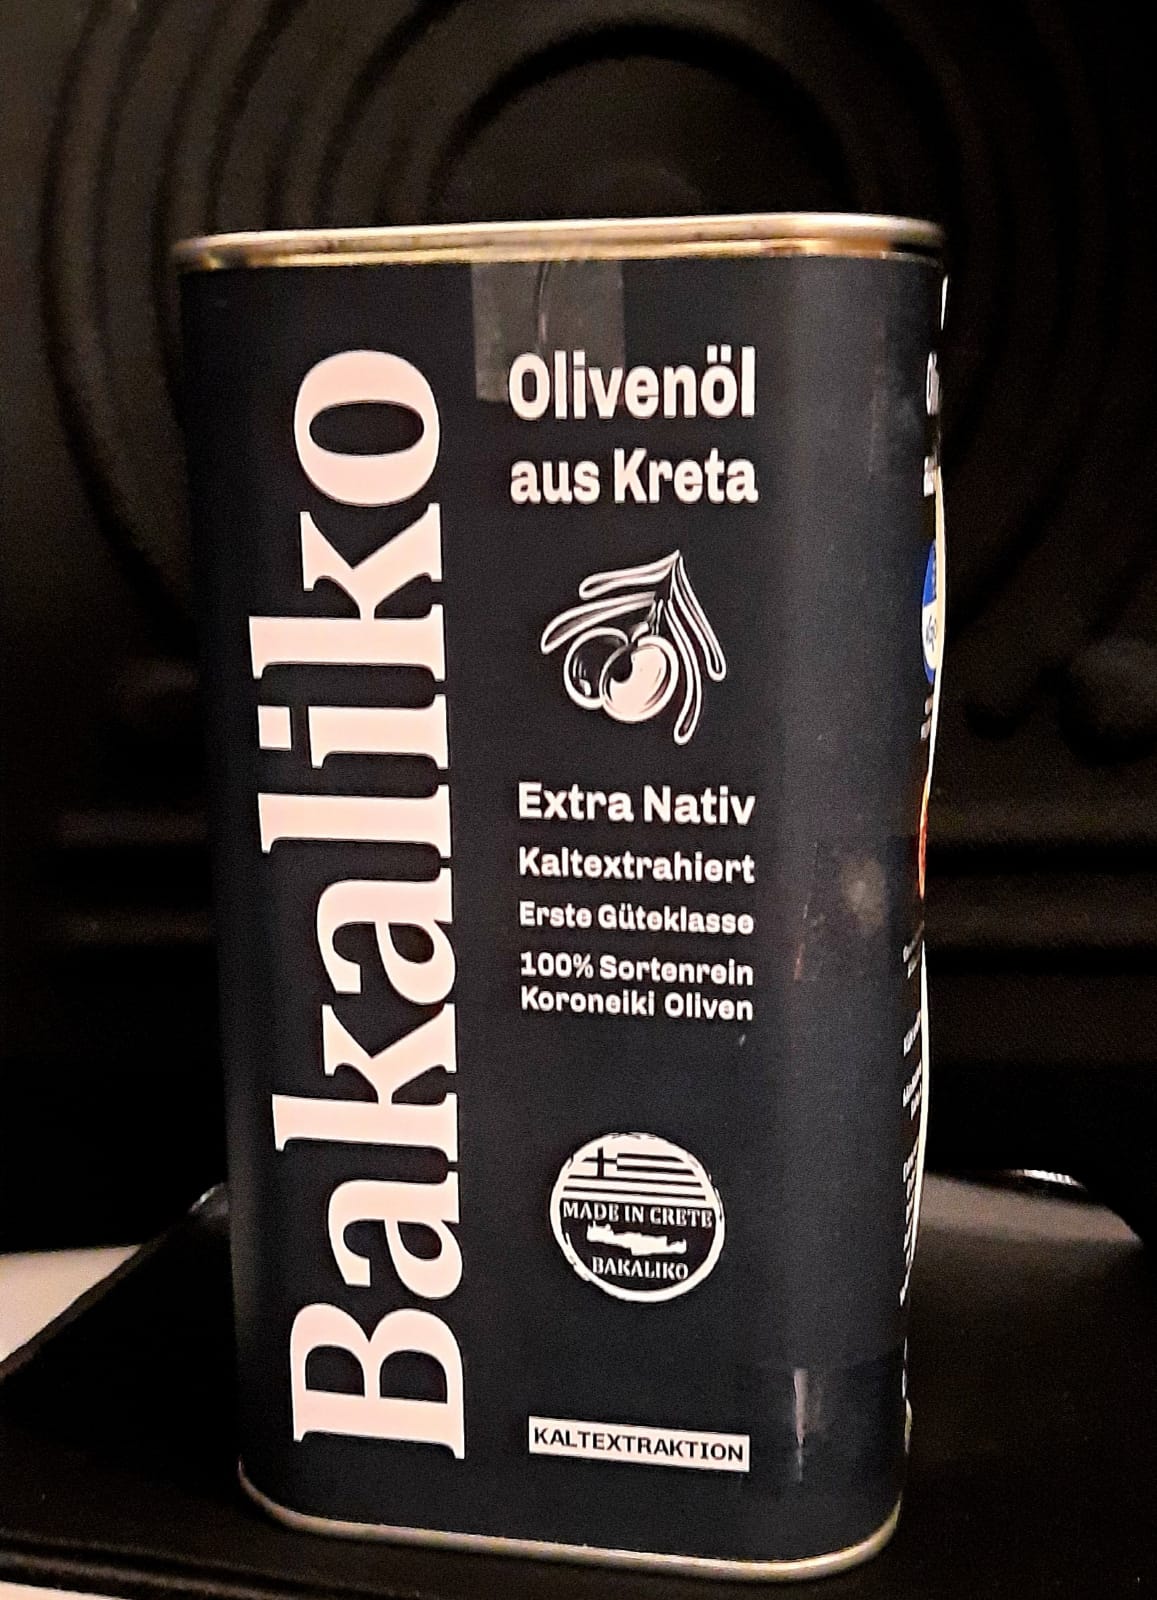 Bakaliko
Olivenöl
aus Kreta
Extra Nativ
Kaltextrahiert
Erste Güteklasse
100% Sortenrein
Koroneiki Oliven
MADE IN CRETE
BAKALIKO
KALTEXTRAKTION